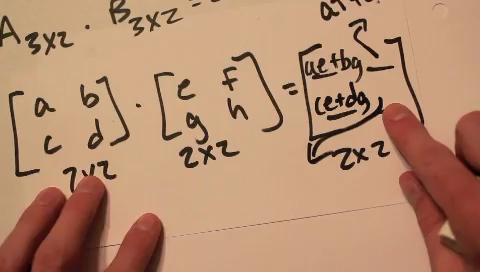 A3x2 · B3x2 =
[a b] · [e f] = [ae+bg
[c d] [g h] ce+dg
2x2 2x2 2x2